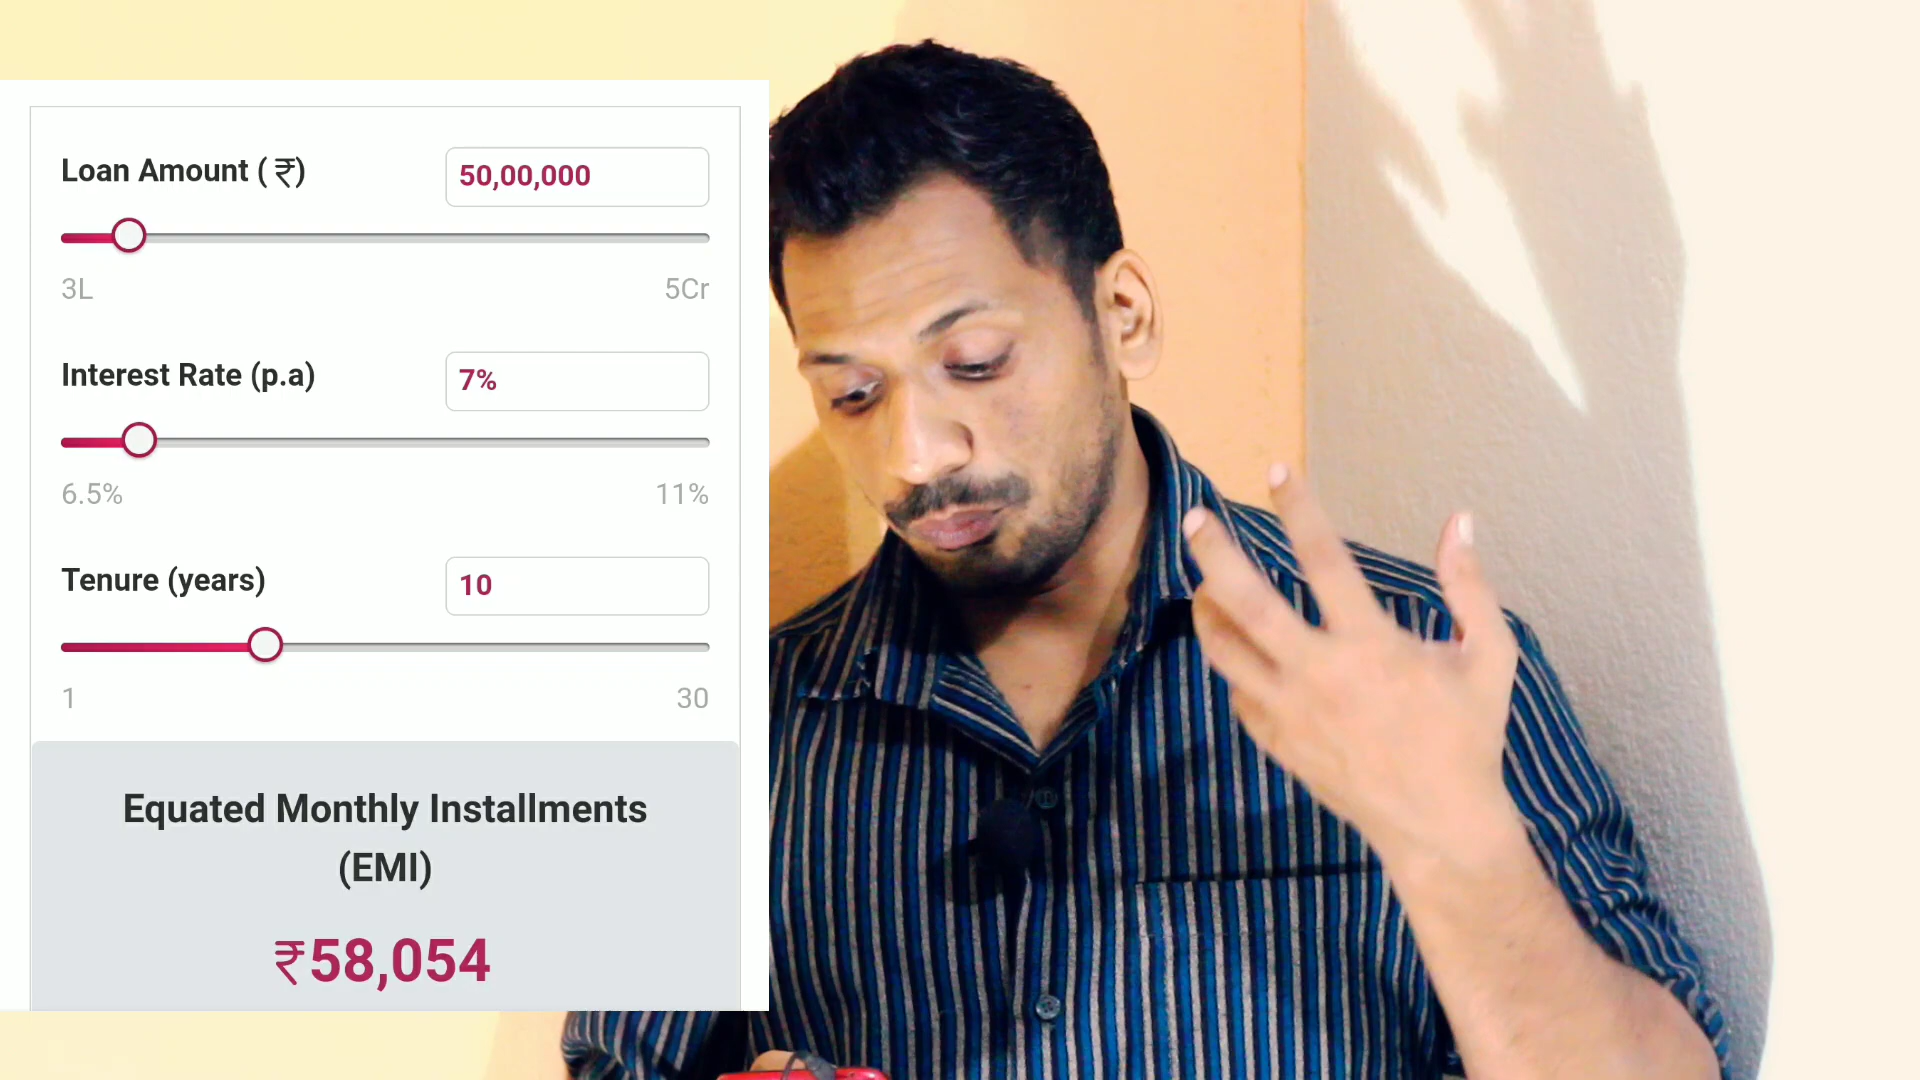 Loan Amount ( ₹)
50,00,000
3L
5Cr
Interest Rate (p.a)
7%
6.5%
11%
Tenure (years)
10
1
30
Equated Monthly Installments
(EMI)
₹58,054